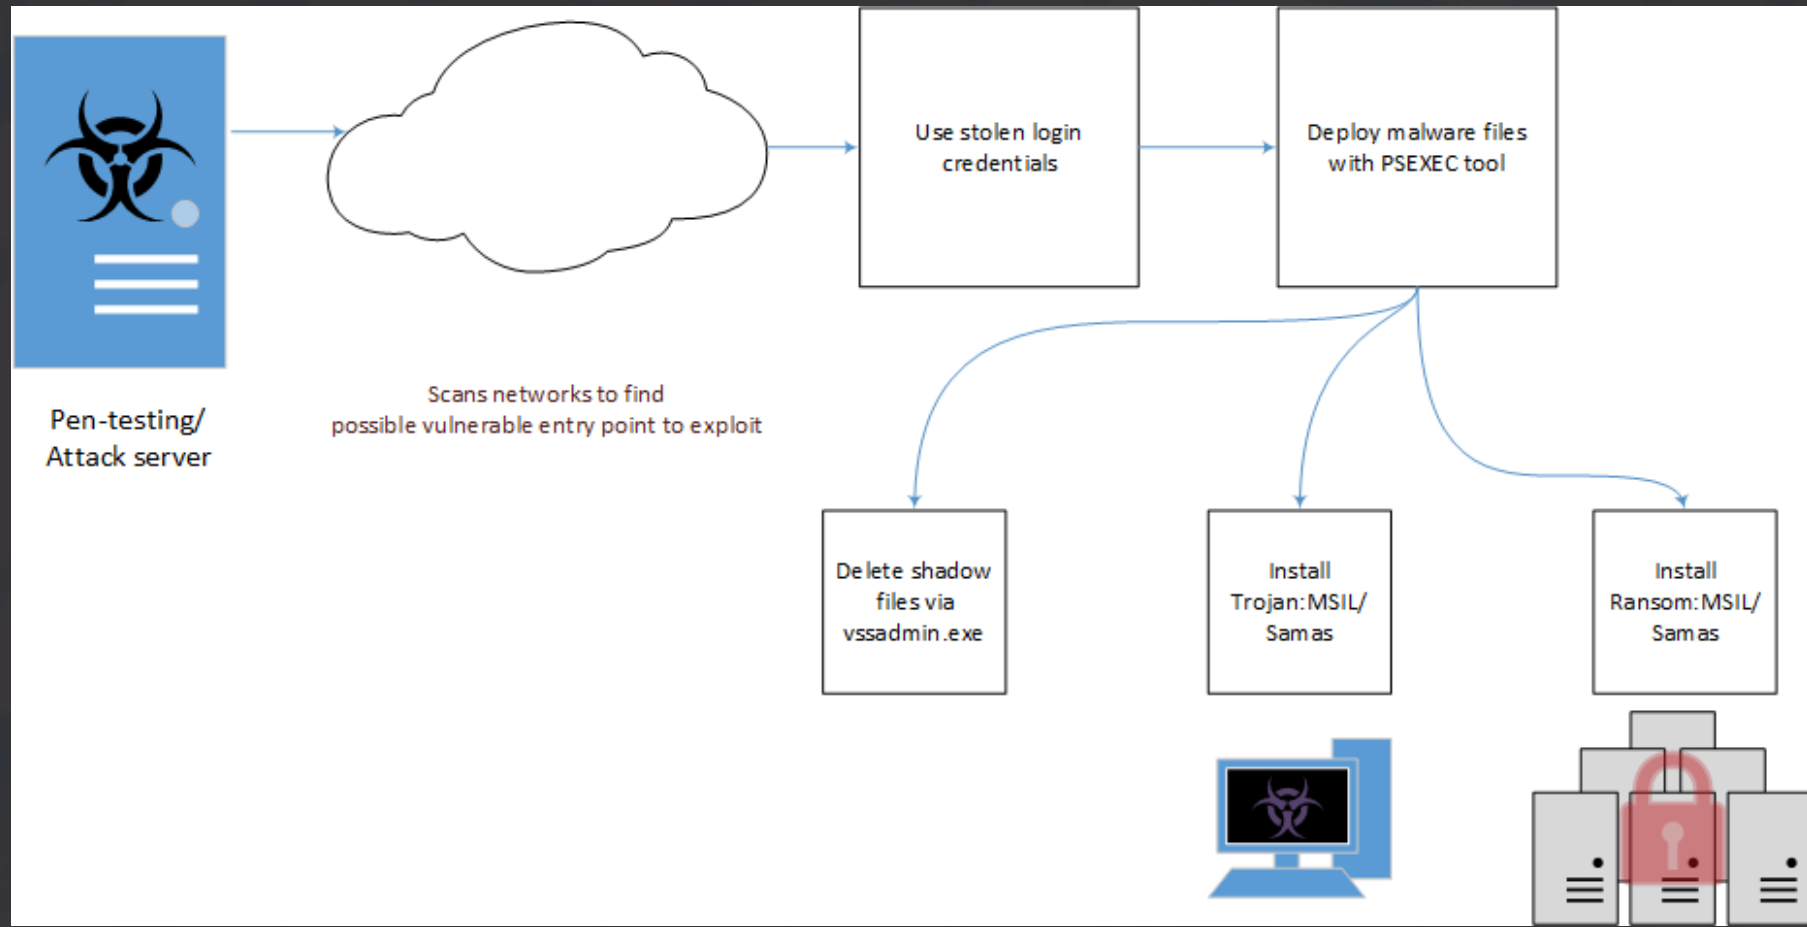 Pen-testing/
Attack server
Scans networks to find
possible vulnerable entry point to exploit
Use stolen login
credentials
Deploy malware files
with PSEXEC tool
Delete shadow
files via
vssadmin.exe
Install
Trojan:MSIL/
Samas
Install
Ransom:MSIL/
Samas